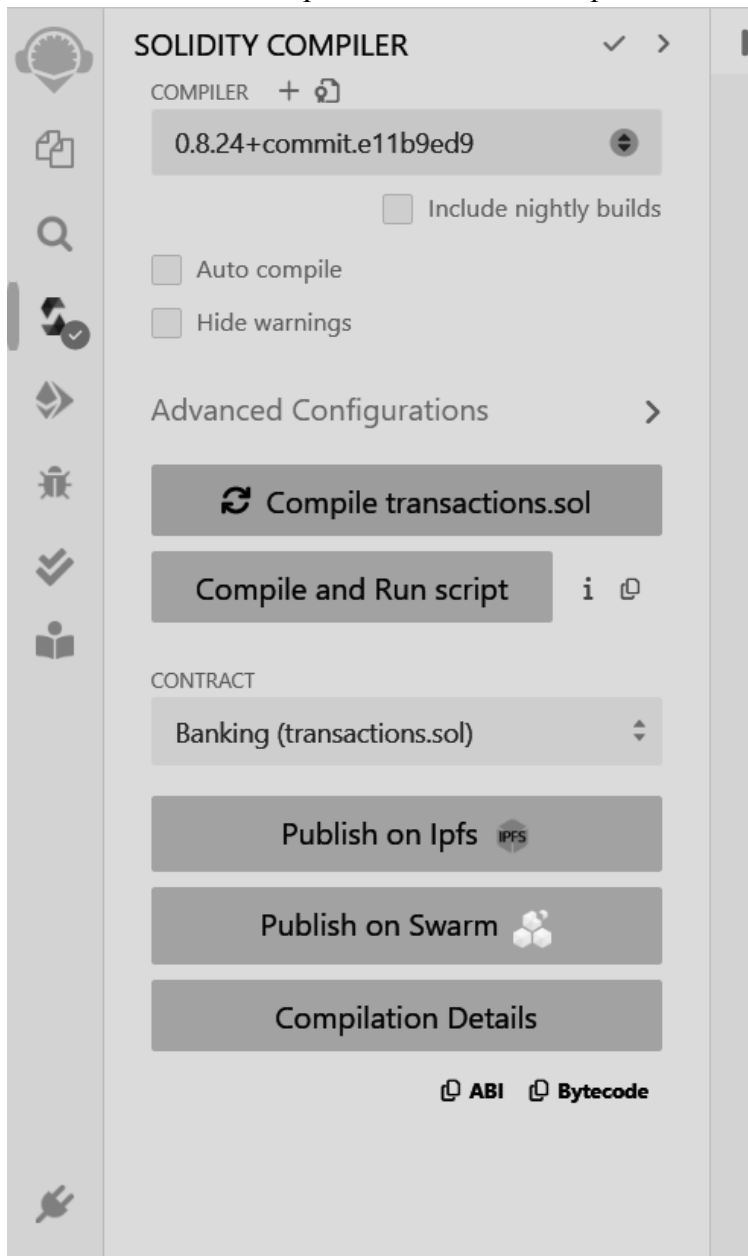 SOLIDITY COMPILER
COMPILER
0.8.24+commit.e11b9ed9
Include nightly builds
Auto compile
Hide warnings
Advanced Configurations
Compile transactions.sol
Compile and Run script
CONTRACT
Banking (transactions.sol)
Publish on Ipfs IPFS
Publish on Swarm
Compilation Details
ABI Bytecode